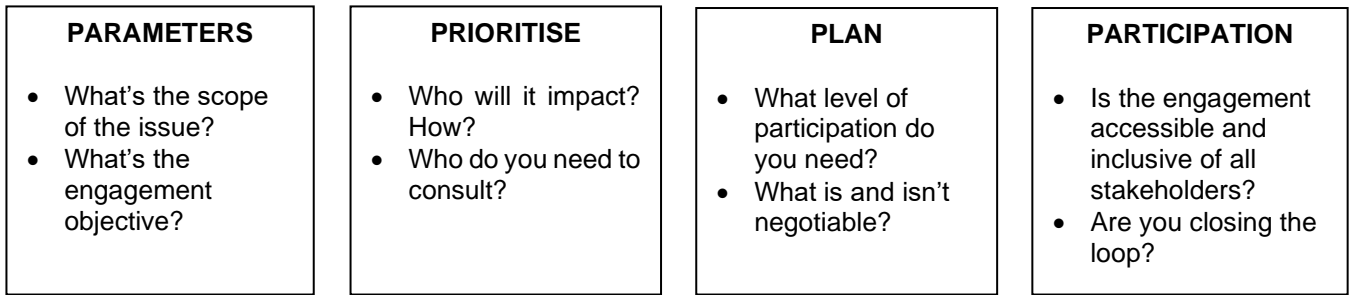 PARAMETERS
• What's the scope
of the issue?
• What's the
engagement
objective?
PRIORITISE
• Who will it impact?
How?
• Who do you need to
consult?
PLAN
• What level of
participation do
you need?
• What is and isn't
negotiable?
PARTICIPATION
• Is the engagement
accessible and
inclusive of all
stakeholders?
• Are you closing the
loop?